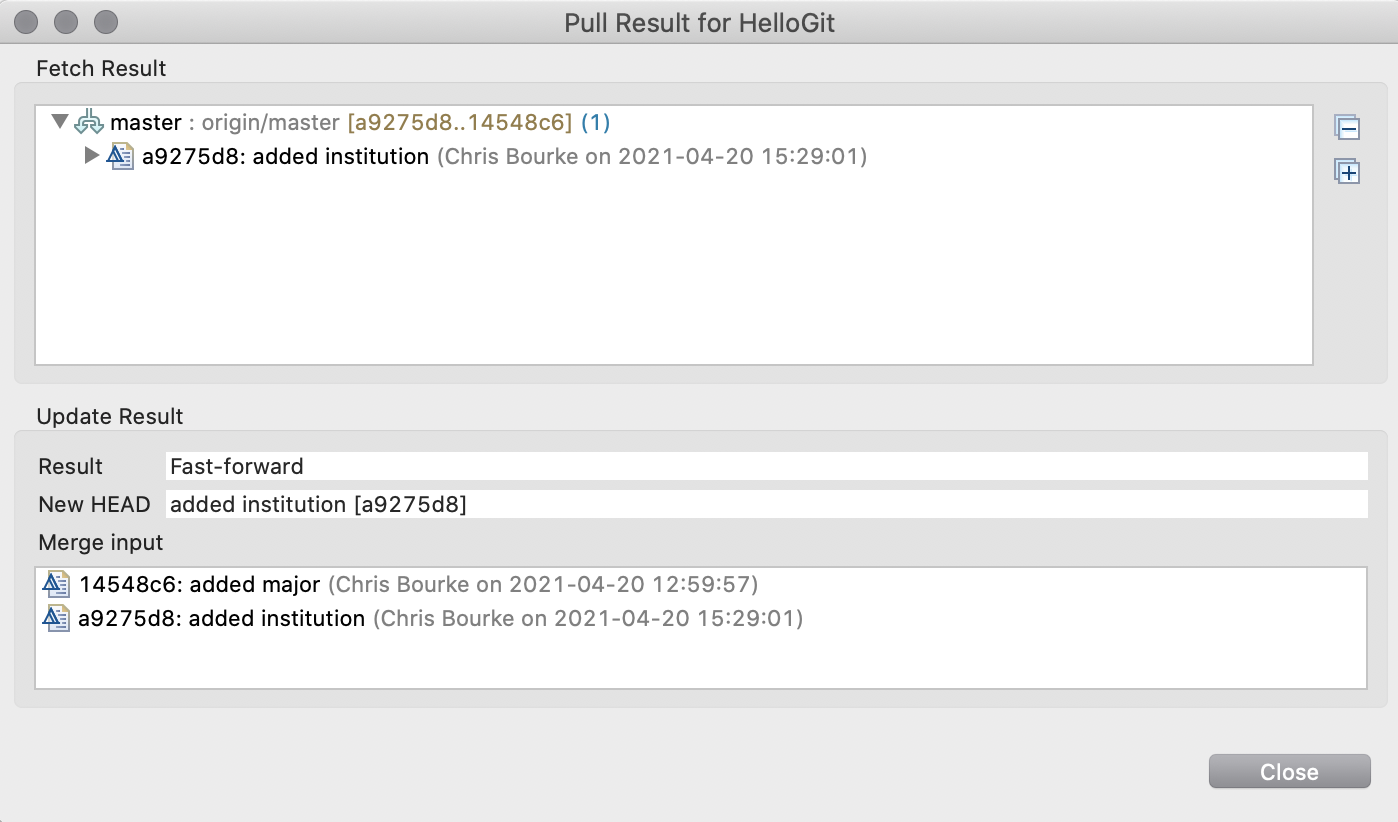 Pull Result for HelloGit
Fetch Result
master : origin/master [a9275d8..14548c6] (1)
a9275d8: added institution (Chris Bourke on 2021-04-20 15:29:01)
Update Result
Result Fast-forward
New HEAD added institution [a9275d8]
Merge input
14548c6: added major (Chris Bourke on 2021-04-20 12:59:57)
a9275d8: added institution (Chris Bourke on 2021-04-20 15:29:01)
Close